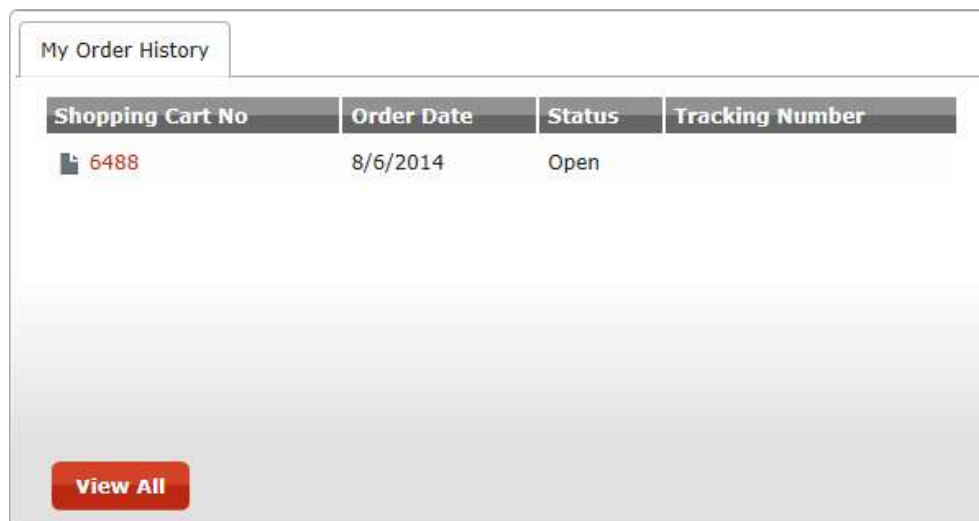 My Order History
Shopping Cart No Order Date Status Tracking Number
6488 8/6/2014 Open
View All